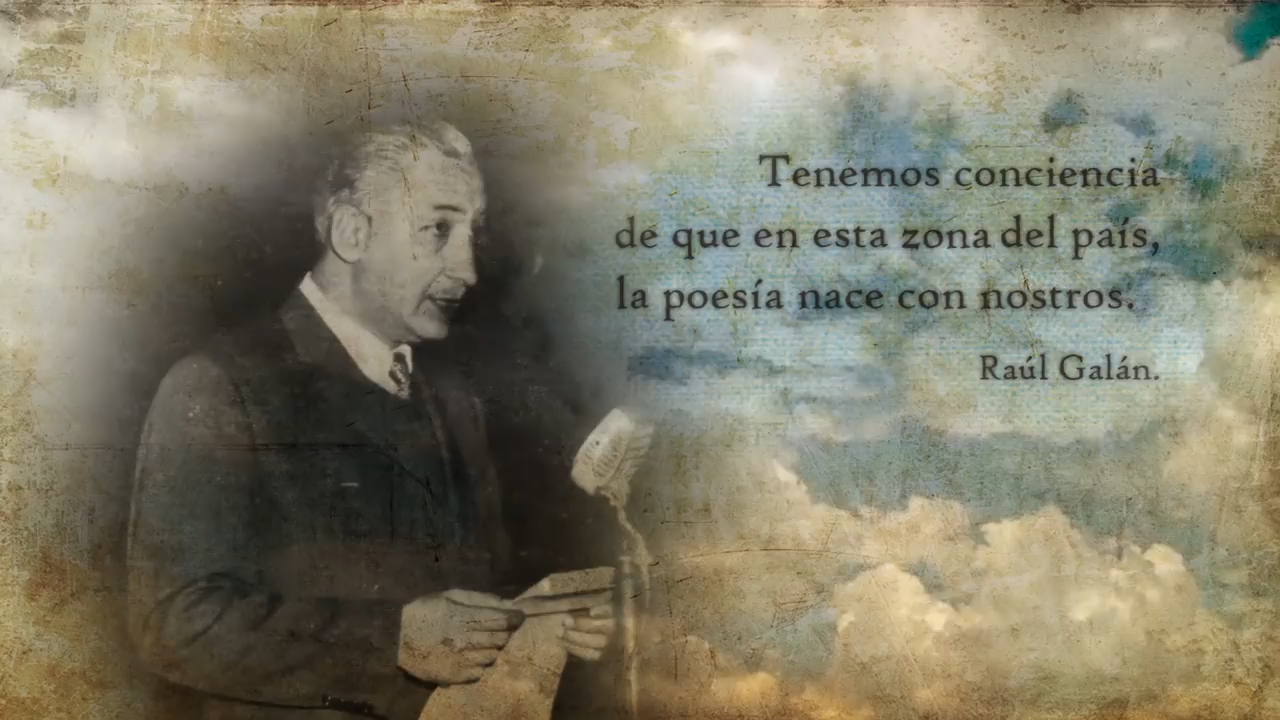 Tenemos conciencia
de que en esta zona del país,
la poesía nace con nostros.
Raúl Galán.